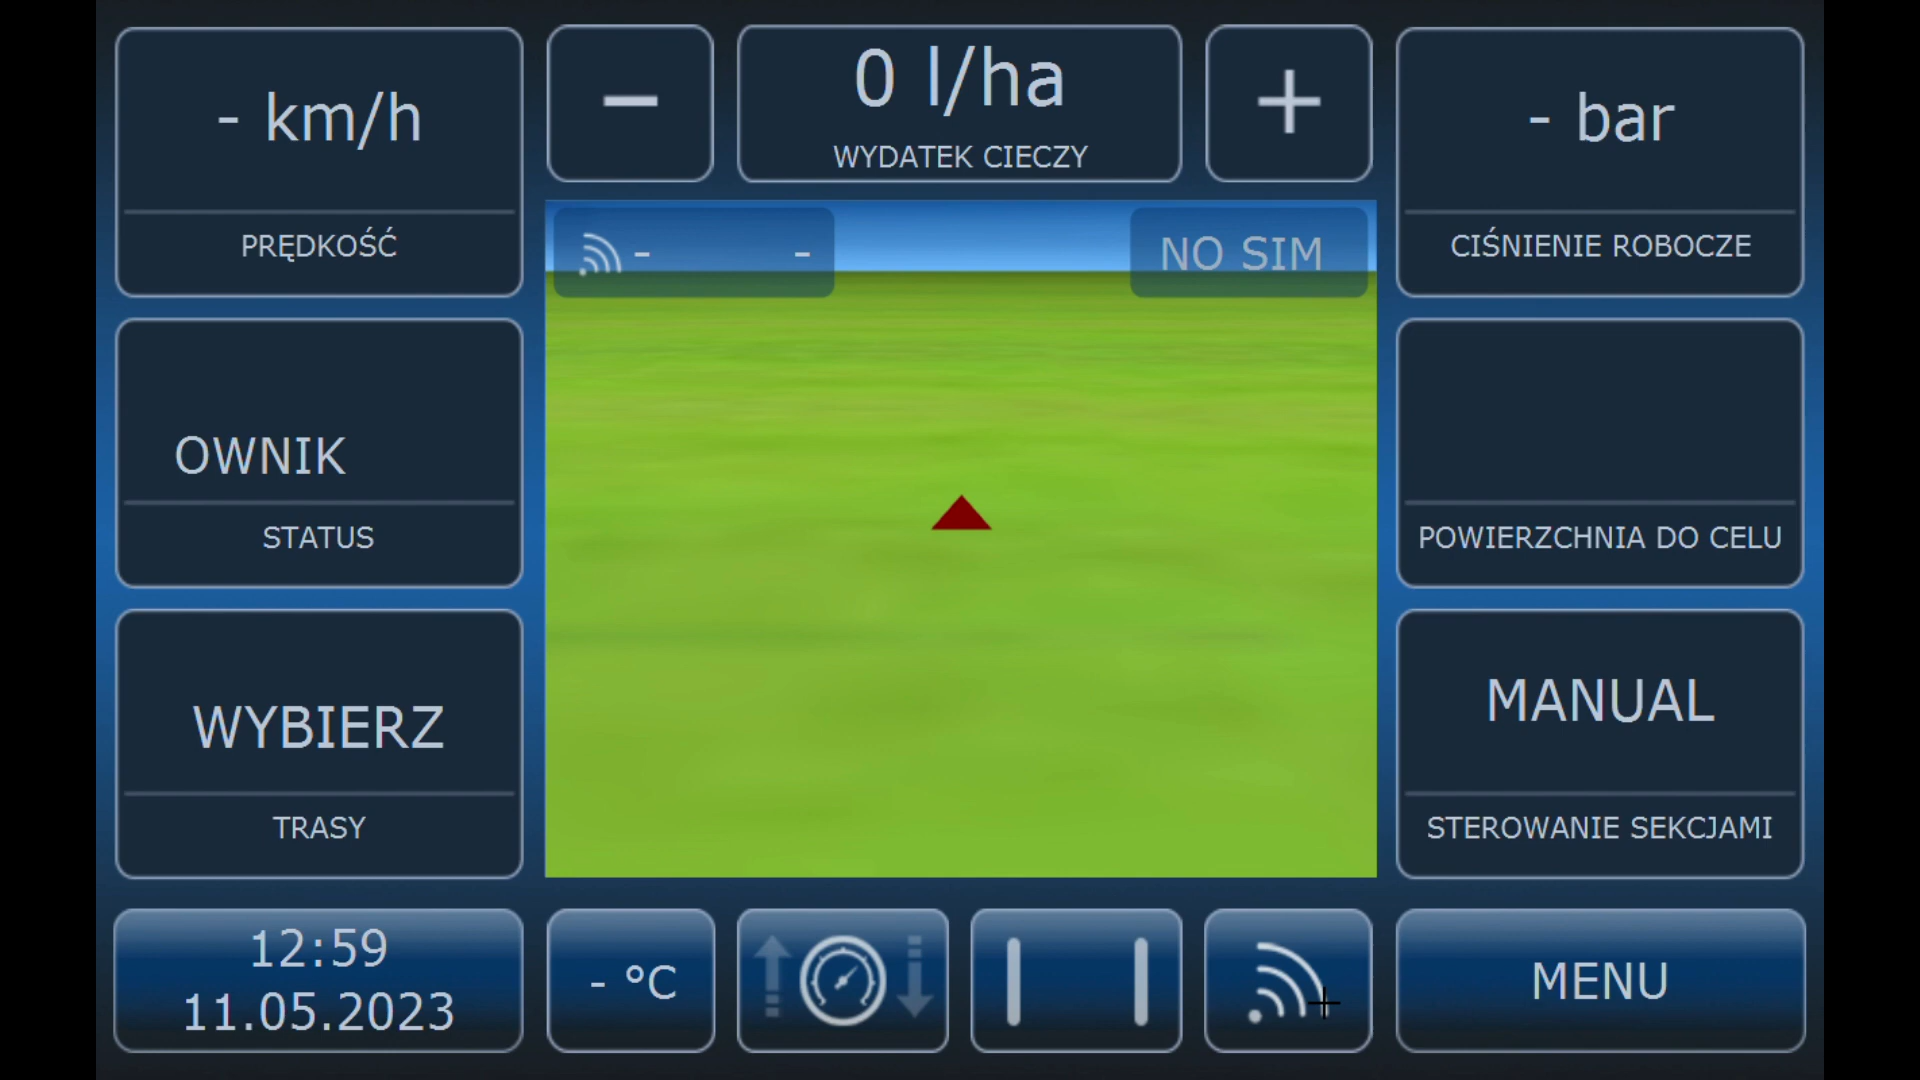 - km/h
PRĘDKOŚĆ
−
0 l/ha
WYDATEK CIECZY
+
- bar
CIŚNIENIE ROBOCZE
- -
NO SIM
OWNIK
STATUS
POWIERZCHNIA DO CELU
WYBIERZ
TRASY
MANUAL
STEROWANIE SEKCJAMI
12:59
11.05.2023
- °C
MENU